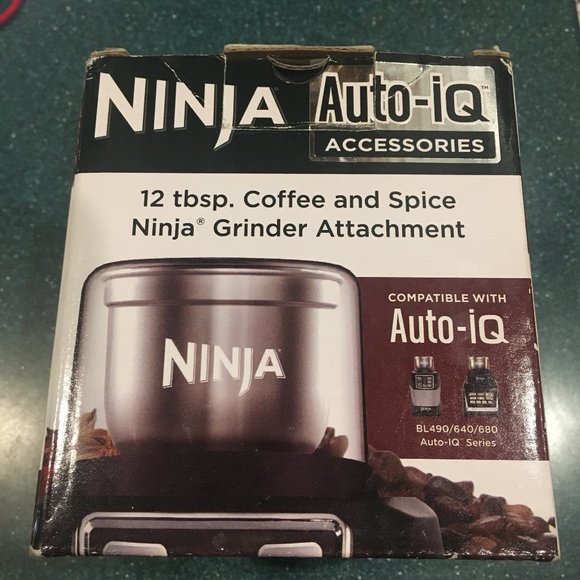 NINJA Auto-iQ™
ACCESSORIES
12 tbsp. Coffee and Spice
Ninja® Grinder Attachment
COMPATIBLE WITH
Auto-iQ
NINJA
BL490/640/680
Auto-iQ™ Series